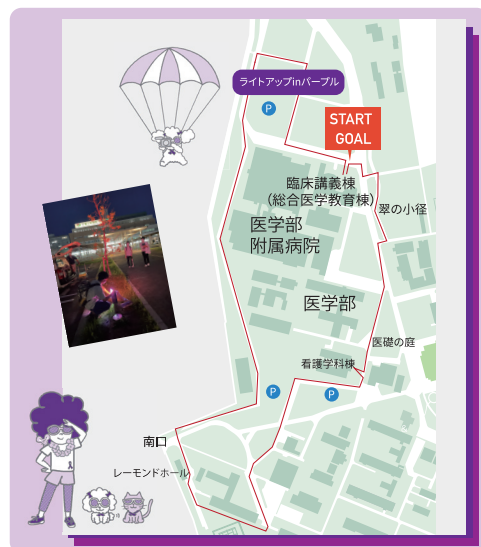 ライトアップinパープル
P
START
GOAL
臨床講義棟
（総合医学教育棟）
翠の小径
医学部
附属病院
医学部
医礎の庭
看護学科棟
P
P
南口
レーモンドホール